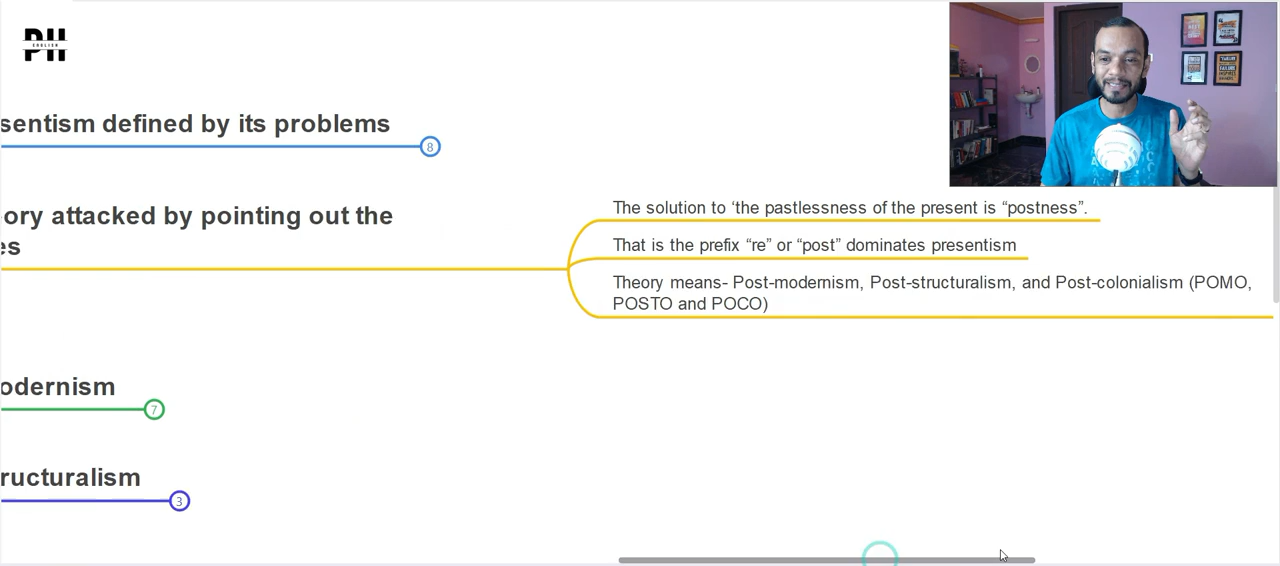 PH
ENGLISH
sentism defined by its problems
8
ory attacked by pointing out the
es
The solution to ‘the pastlessness of the present is “postness”.
That is the prefix “re” or “post” dominates presentism
Theory means- Post-modernism, Post-structuralism, and Post-colonialism (POMO,
POSTO and POCO)
odernism
7
ructuralism
3